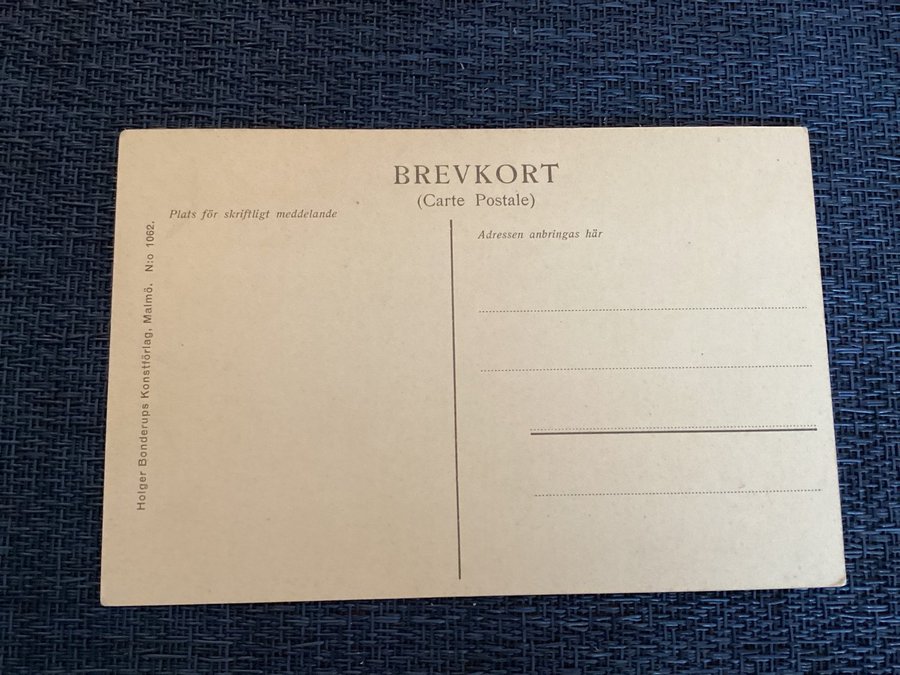 BREVKORT
(Carte Postale)
Plats för skriftligt meddelande
Adressen anbringas här
Holger Bonderups Konstförlag, Malmö. N:o 1062.